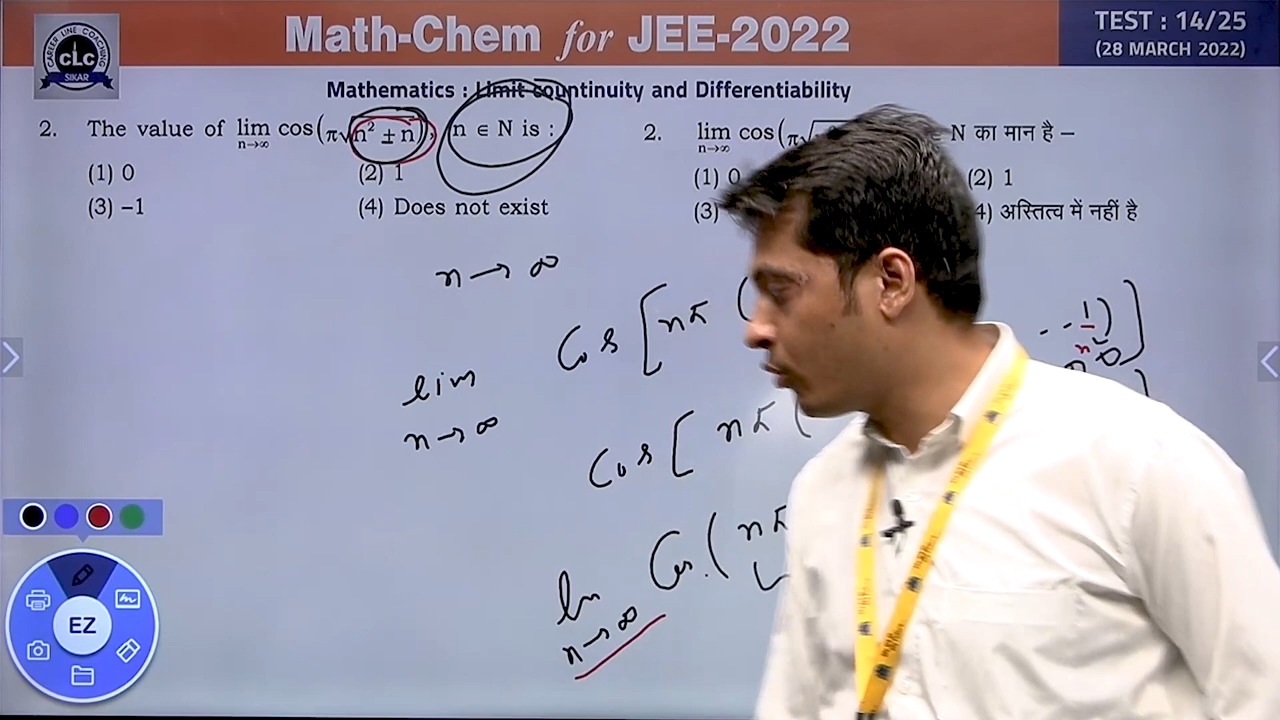 Math-Chem for JEE-2022
TEST : 14/25
(28 MARCH 2022)
CAREER LINE COACHING
CLC
SIKAR
Mathematics : Limit countinuity and Differentiability
2. The value of lim n→∞ cos(π√n² ± n), n ∈ N is :
(1) 0 (2) 1
(3) –1 (4) Does not exist
2. lim n→∞ cos(π√ ∈ N का मान है –
(1) 0 (2) 1
(3) 4) अस्तित्व में नहीं है
n → ∞
Cos [ nπ ( - - 1/n ) ]
lim n→∞
Cos [ nπ (
lim n→∞ Cos. ( nπ
EZ